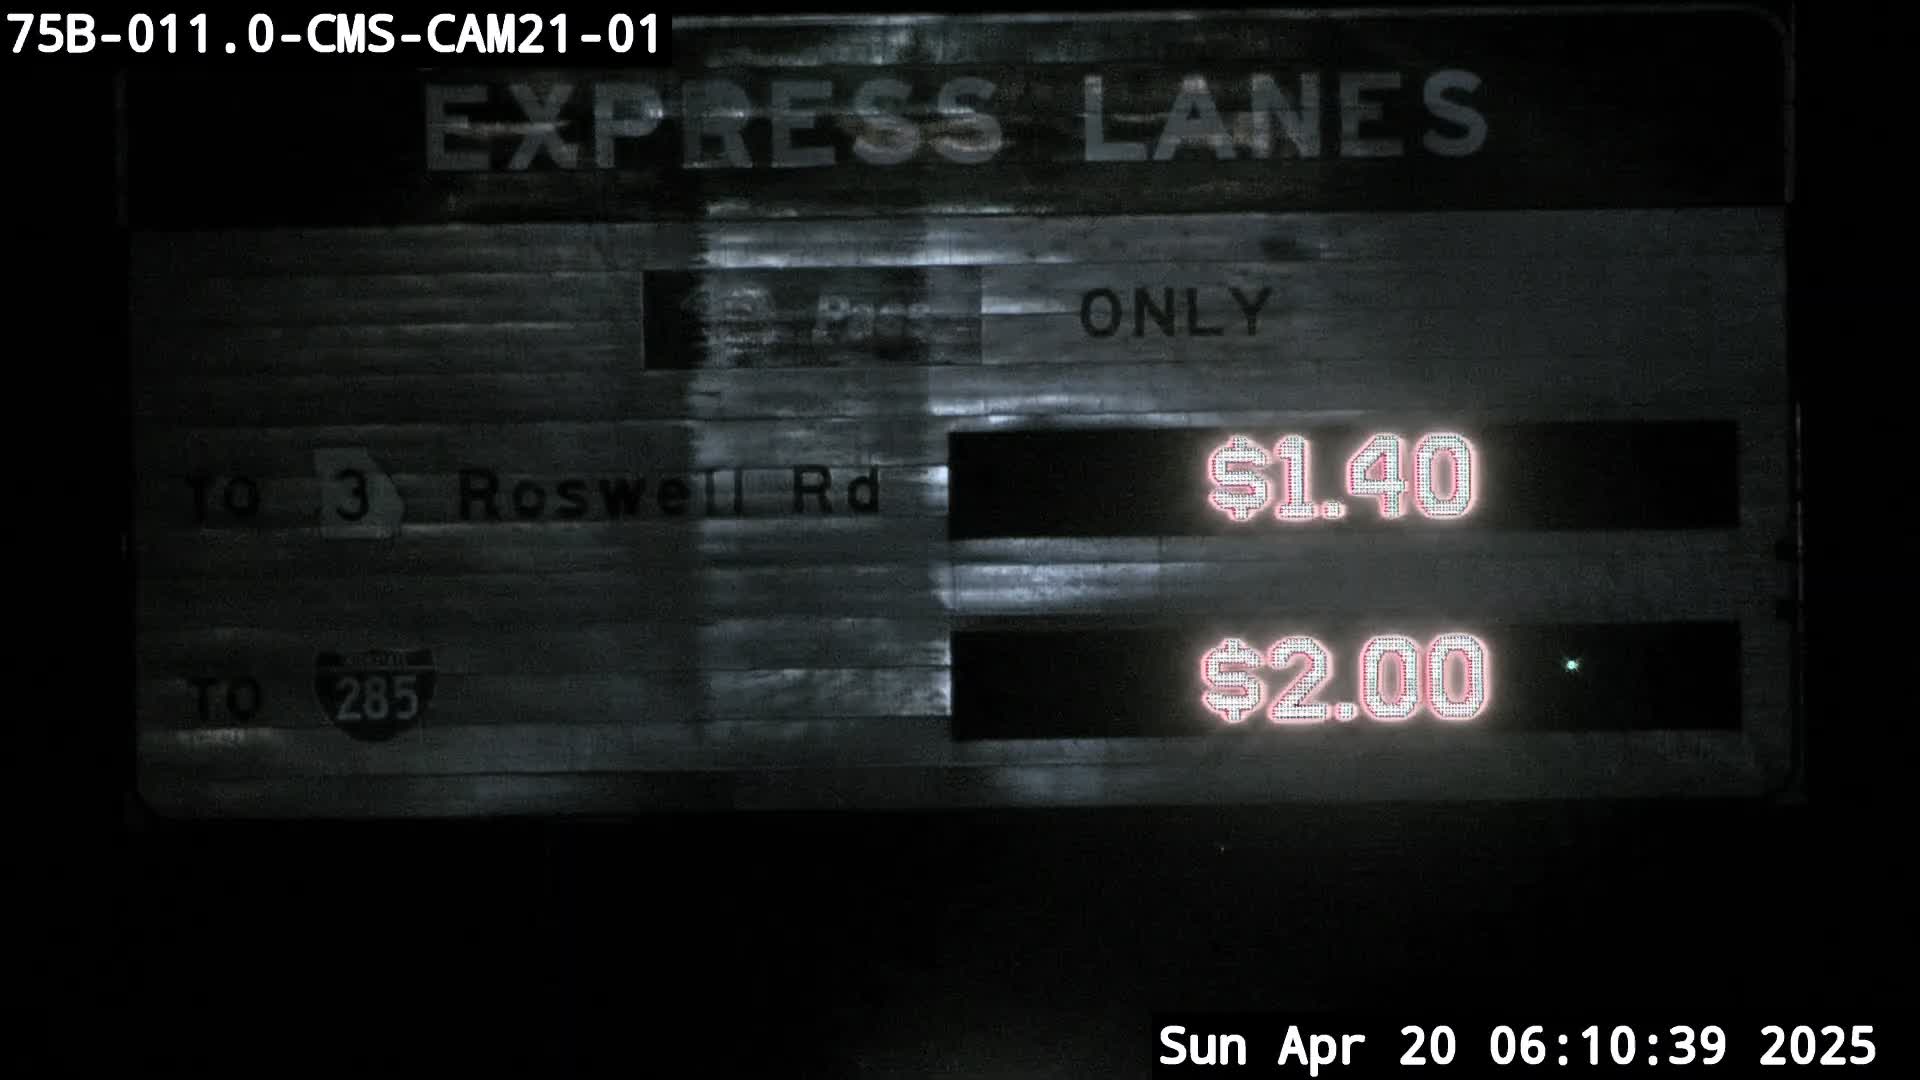 75B-011.0-CMS-CAM21-01
EXPRESS LANES
Pass ONLY
TO 3 Roswell Rd $1.40
TO 285 $2.00
Sun Apr 20 06:10:39 2025